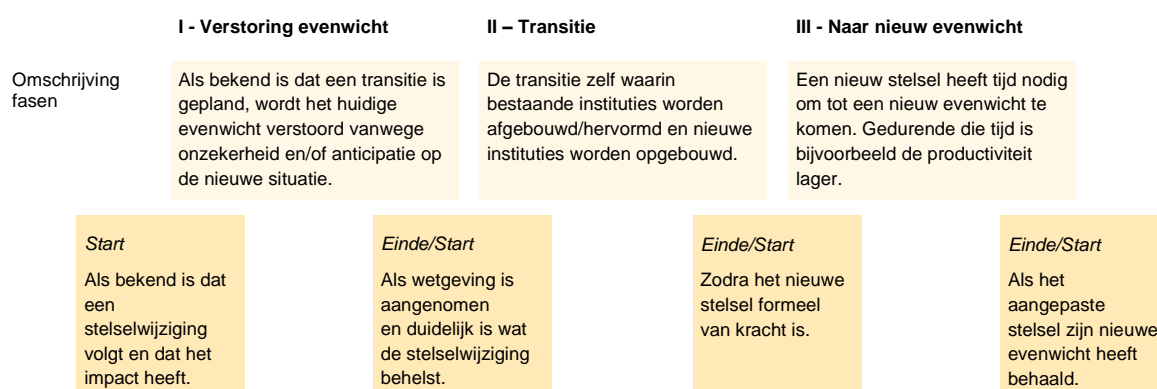 I - Verstoring evenwicht
II – Transitie
III - Naar nieuw evenwicht
Omschrijving
fasen
Als bekend is dat een transitie is
gepland, wordt het huidige
evenwicht verstoord vanwege
onzekerheid en/of anticipatie op
de nieuwe situatie.
De transitie zelf waarin
bestaande instituties worden
afgebouwd/hervormd en nieuwe
instituties worden opgebouwd.
Een nieuw stelsel heeft tijd nodig
om tot een nieuw evenwicht te
komen. Gedurende die tijd is
bijvoorbeeld de productiviteit
lager.
Start
Als bekend is dat
een
stelselwijziging
volgt en dat het
impact heeft.
Einde/Start
Als wetgeving is
aangenomen
en duidelijk is wat
de stelselwijziging
behelst.
Einde/Start
Zodra het nieuwe
stelsel formeel
van kracht is.
Einde/Start
Als het
aangepaste
stelsel zijn nieuwe
evenwicht heeft
behaald.